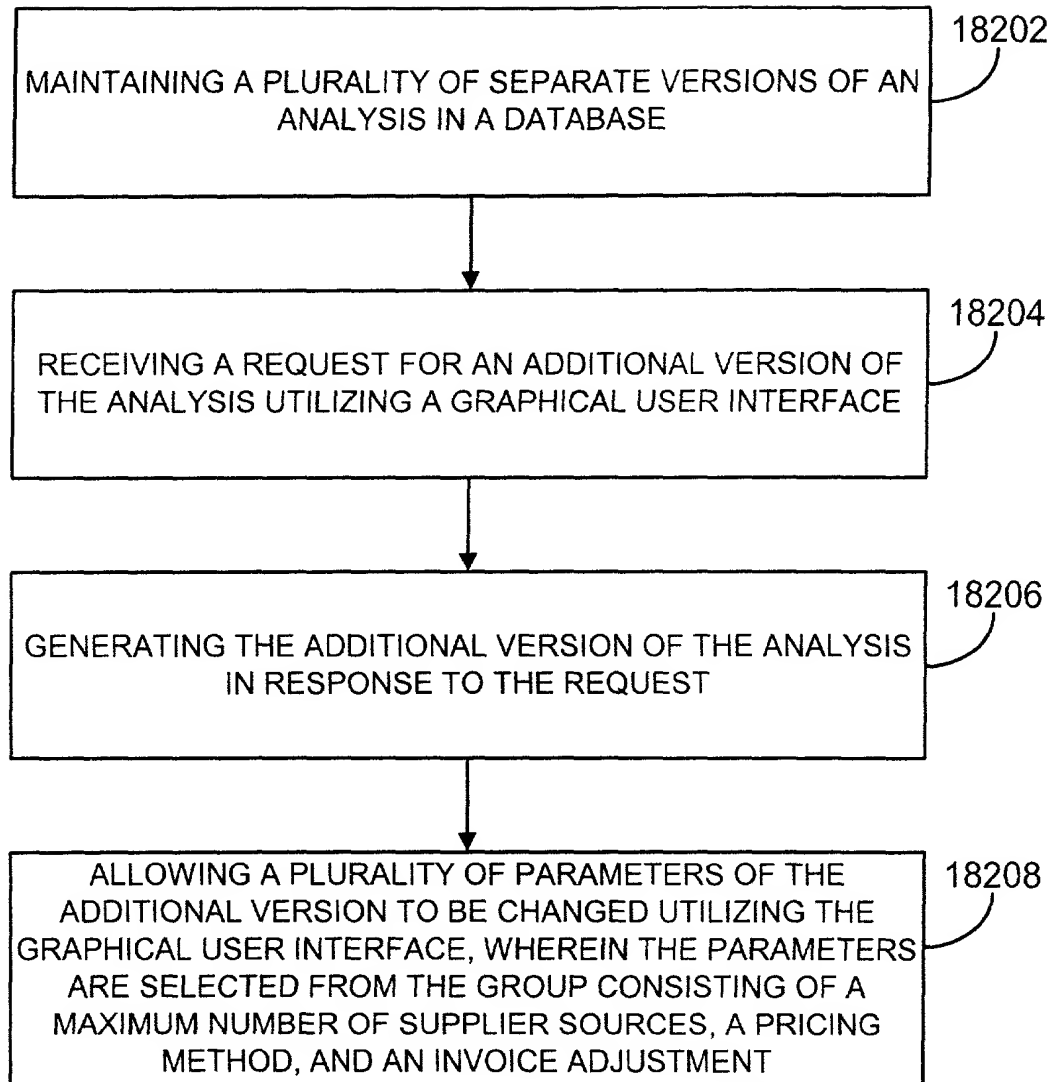 18202
MAINTAINING A PLURALITY OF SEPARATE VERSIONS OF AN
ANALYSIS IN A DATABASE
18204
RECEIVING A REQUEST FOR AN ADDITIONAL VERSION OF
THE ANALYSIS UTILIZING A GRAPHICAL USER INTERFACE
18206
GENERATING THE ADDITIONAL VERSION OF THE ANALYSIS
IN RESPONSE TO THE REQUEST
18208
ALLOWING A PLURALITY OF PARAMETERS OF THE
ADDITIONAL VERSION TO BE CHANGED UTILIZING THE
GRAPHICAL USER INTERFACE, WHEREIN THE PARAMETERS
ARE SELECTED FROM THE GROUP CONSISTING OF A
MAXIMUM NUMBER OF SUPPLIER SOURCES, A PRICING
METHOD, AND AN INVOICE ADJUSTMENT